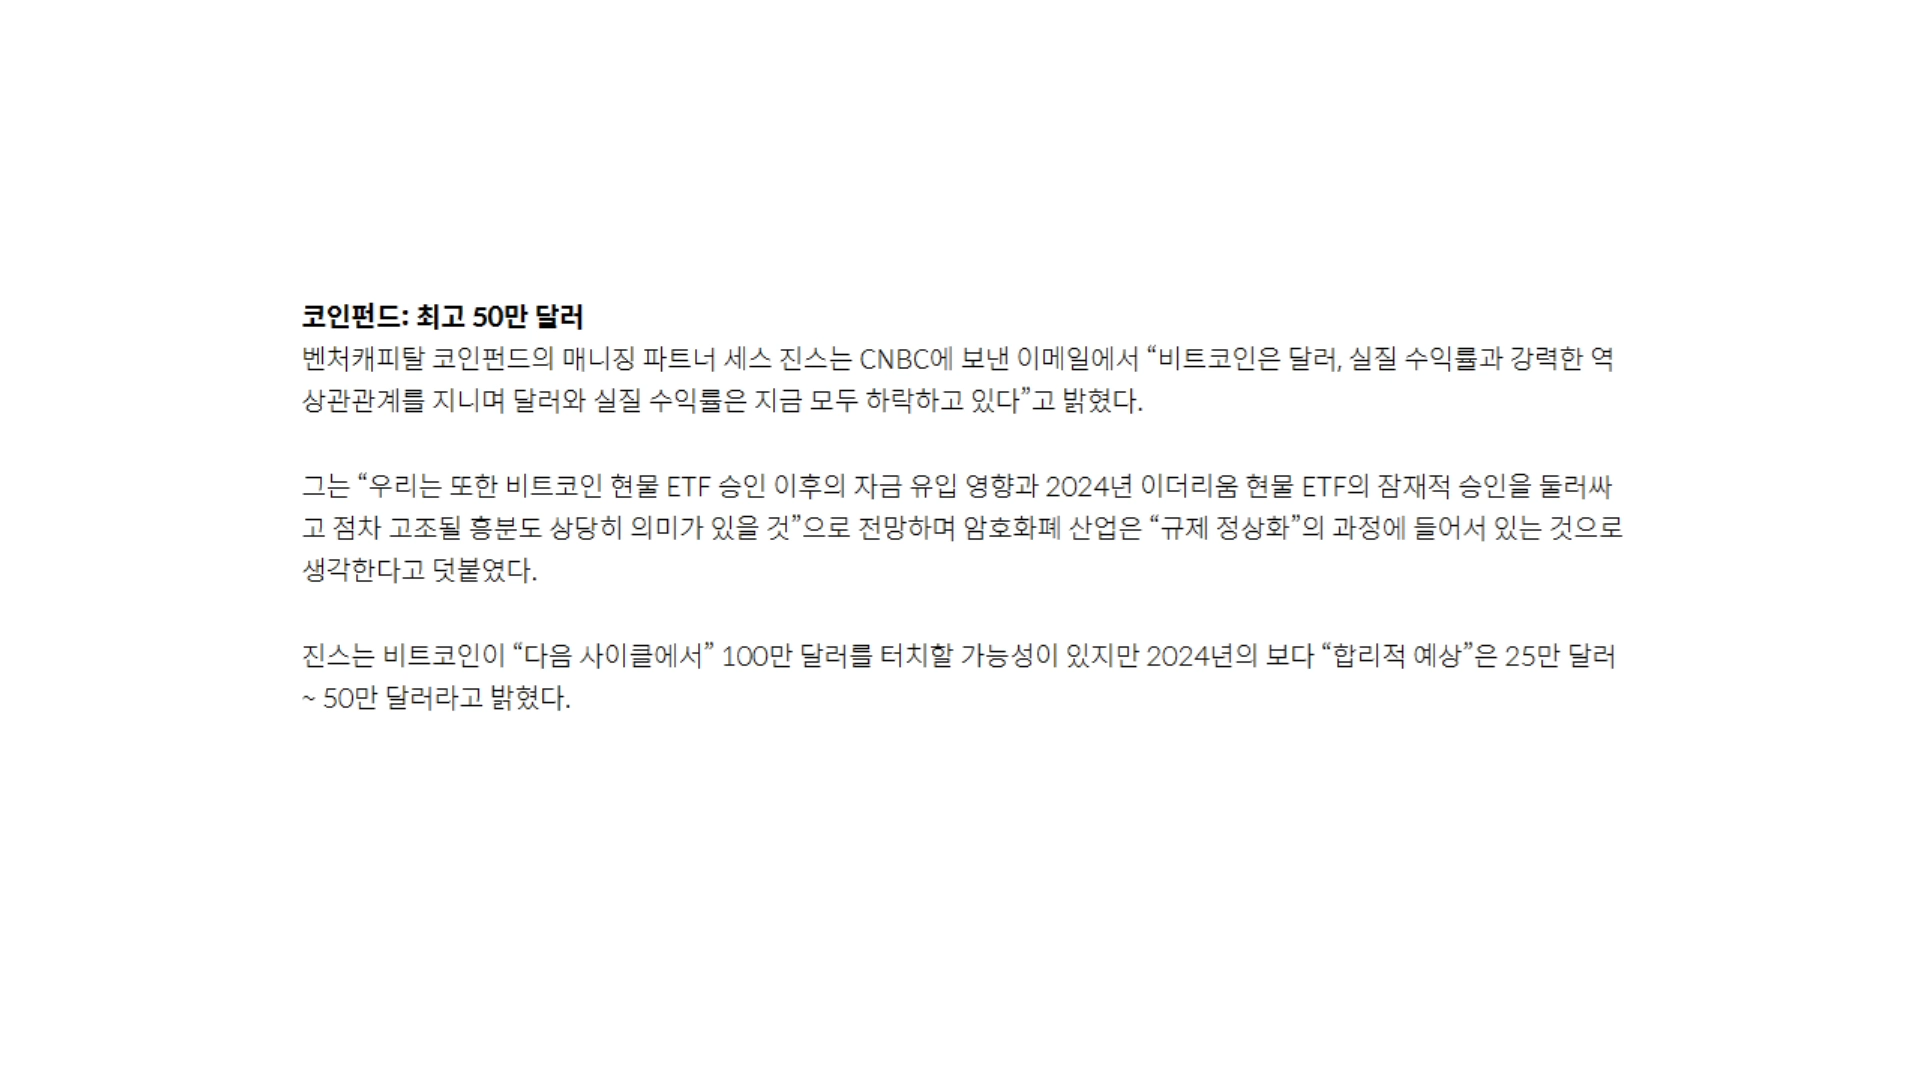 코인펀드: 최고 50만 달러
벤처캐피탈 코인펀드의 매니징 파트너 세스 진스는 CNBC에 보낸 이메일에서 “비트코인은 달러, 실질 수익률과 강력한 역
상관관계를 지니며 달러와 실질 수익률은 지금 모두 하락하고 있다”고 밝혔다.
그는 “우리는 또한 비트코인 현물 ETF 승인 이후의 자금 유입 영향과 2024년 이더리움 현물 ETF의 잠재적 승인을 둘러싸
고 점차 고조될 흥분도 상당히 의미가 있을 것”으로 전망하며 암호화폐 산업은 “규제 정상화”의 과정에 들어서 있는 것으로
생각한다고 덧붙였다.
진스는 비트코인이 “다음 사이클에서” 100만 달러를 터치할 가능성이 있지만 2024년의 보다 “합리적 예상”은 25만 달러
~ 50만 달러라고 밝혔다.